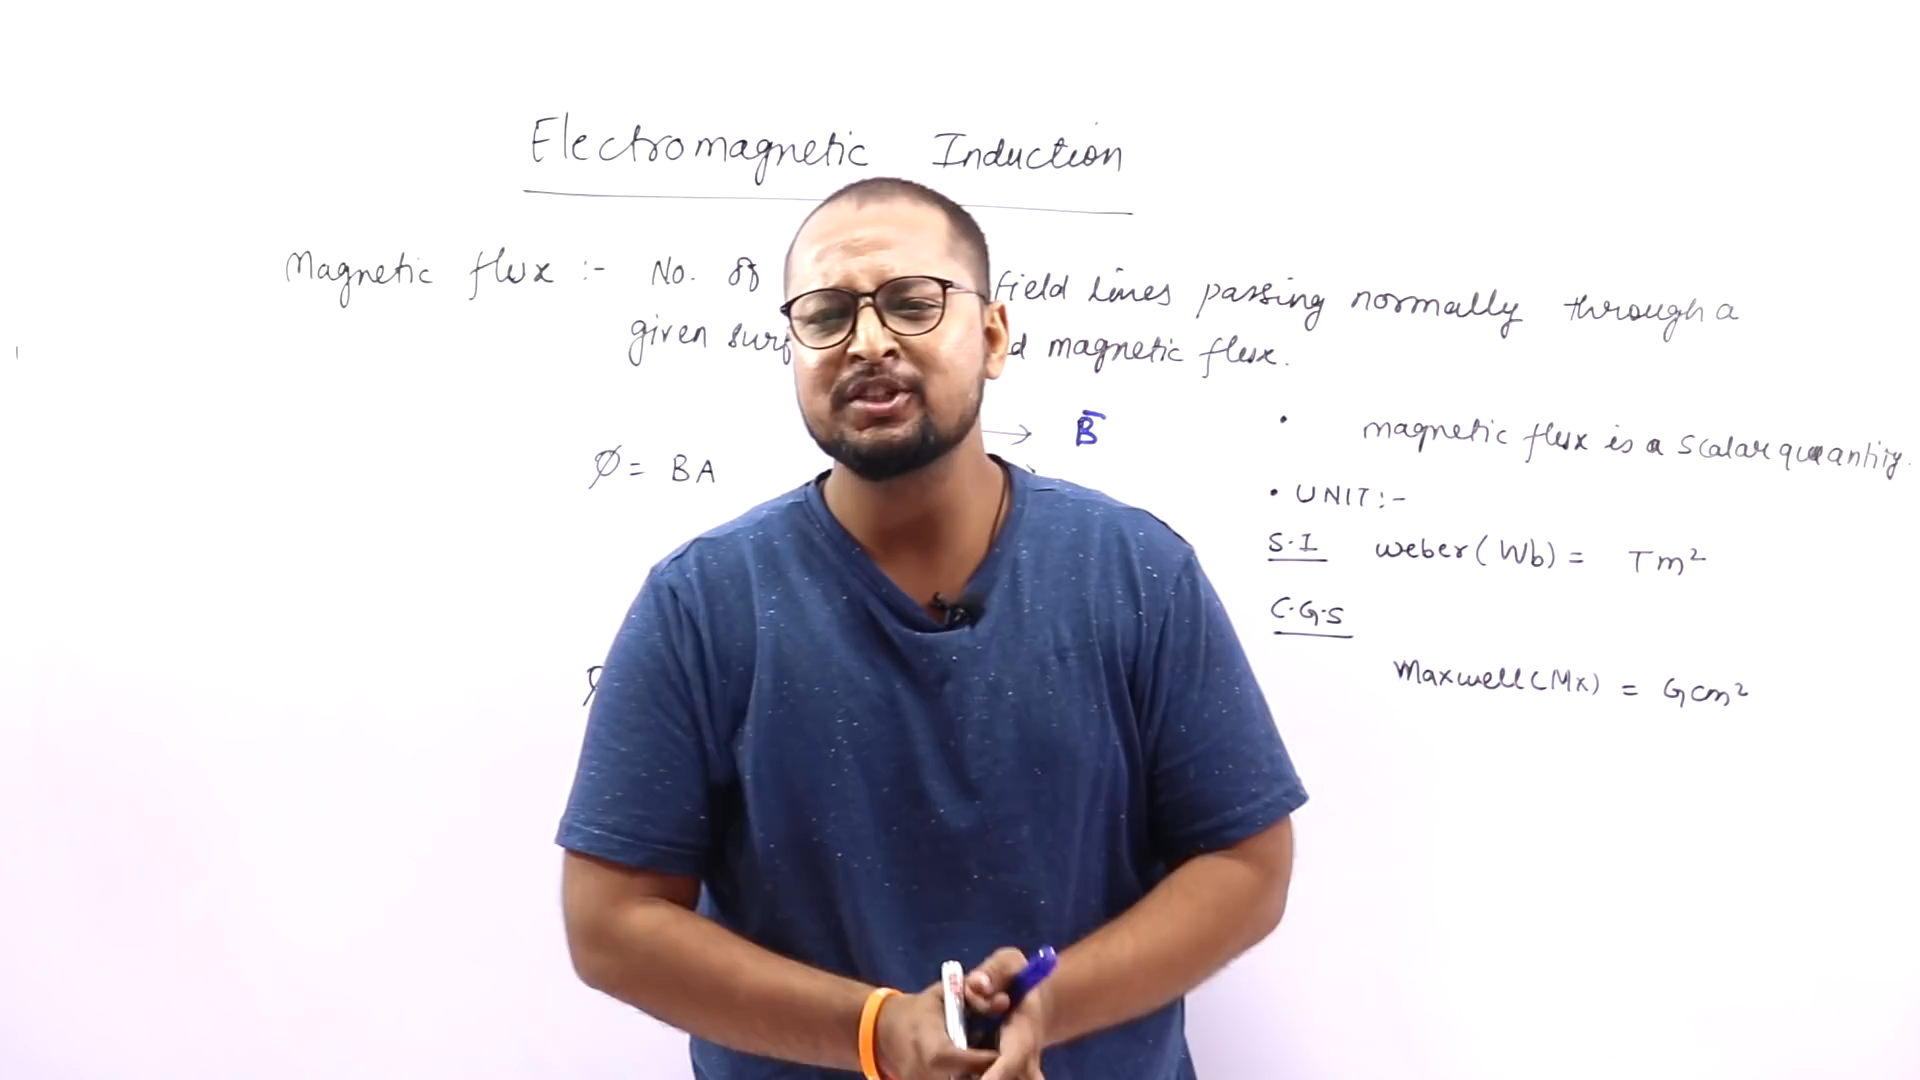 Electromagnetic Induction
Magnetic flux :- No. of field lines passing normally through a
given surf d magnetic flux.
B̅
∅ = BA
• magnetic flux is a scalar quantity.
• UNIT :-
S.I weber (Wb) = Tm²
C.G.S
Maxwell (Mx) = Gcm²